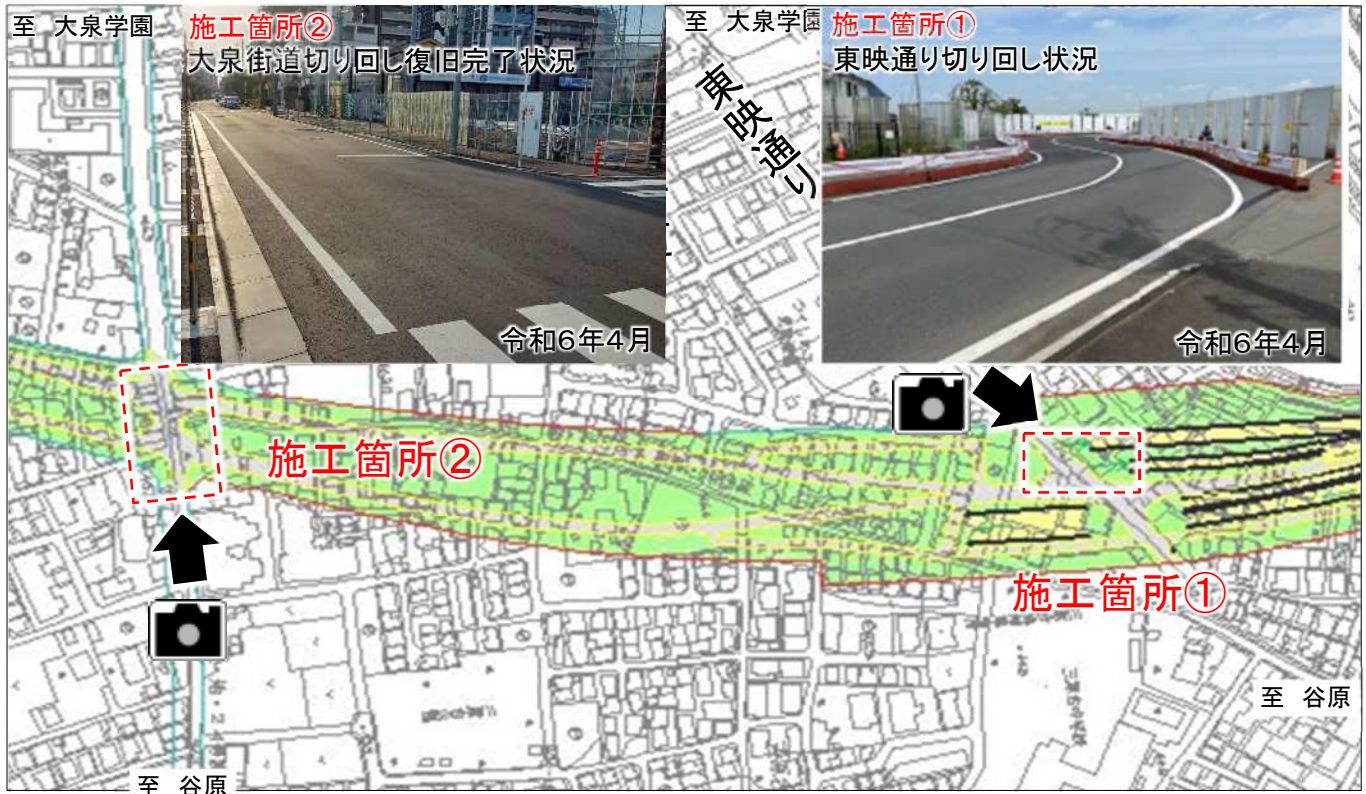 至 大泉学園
施工箇所②
大泉街道切り回し復旧完了状況
令和6年4月
至 大泉学園
東映通り
施工箇所①
東映通り切り回し状況
令和6年4月
施工箇所②
施工箇所①
至 谷原
至 谷原